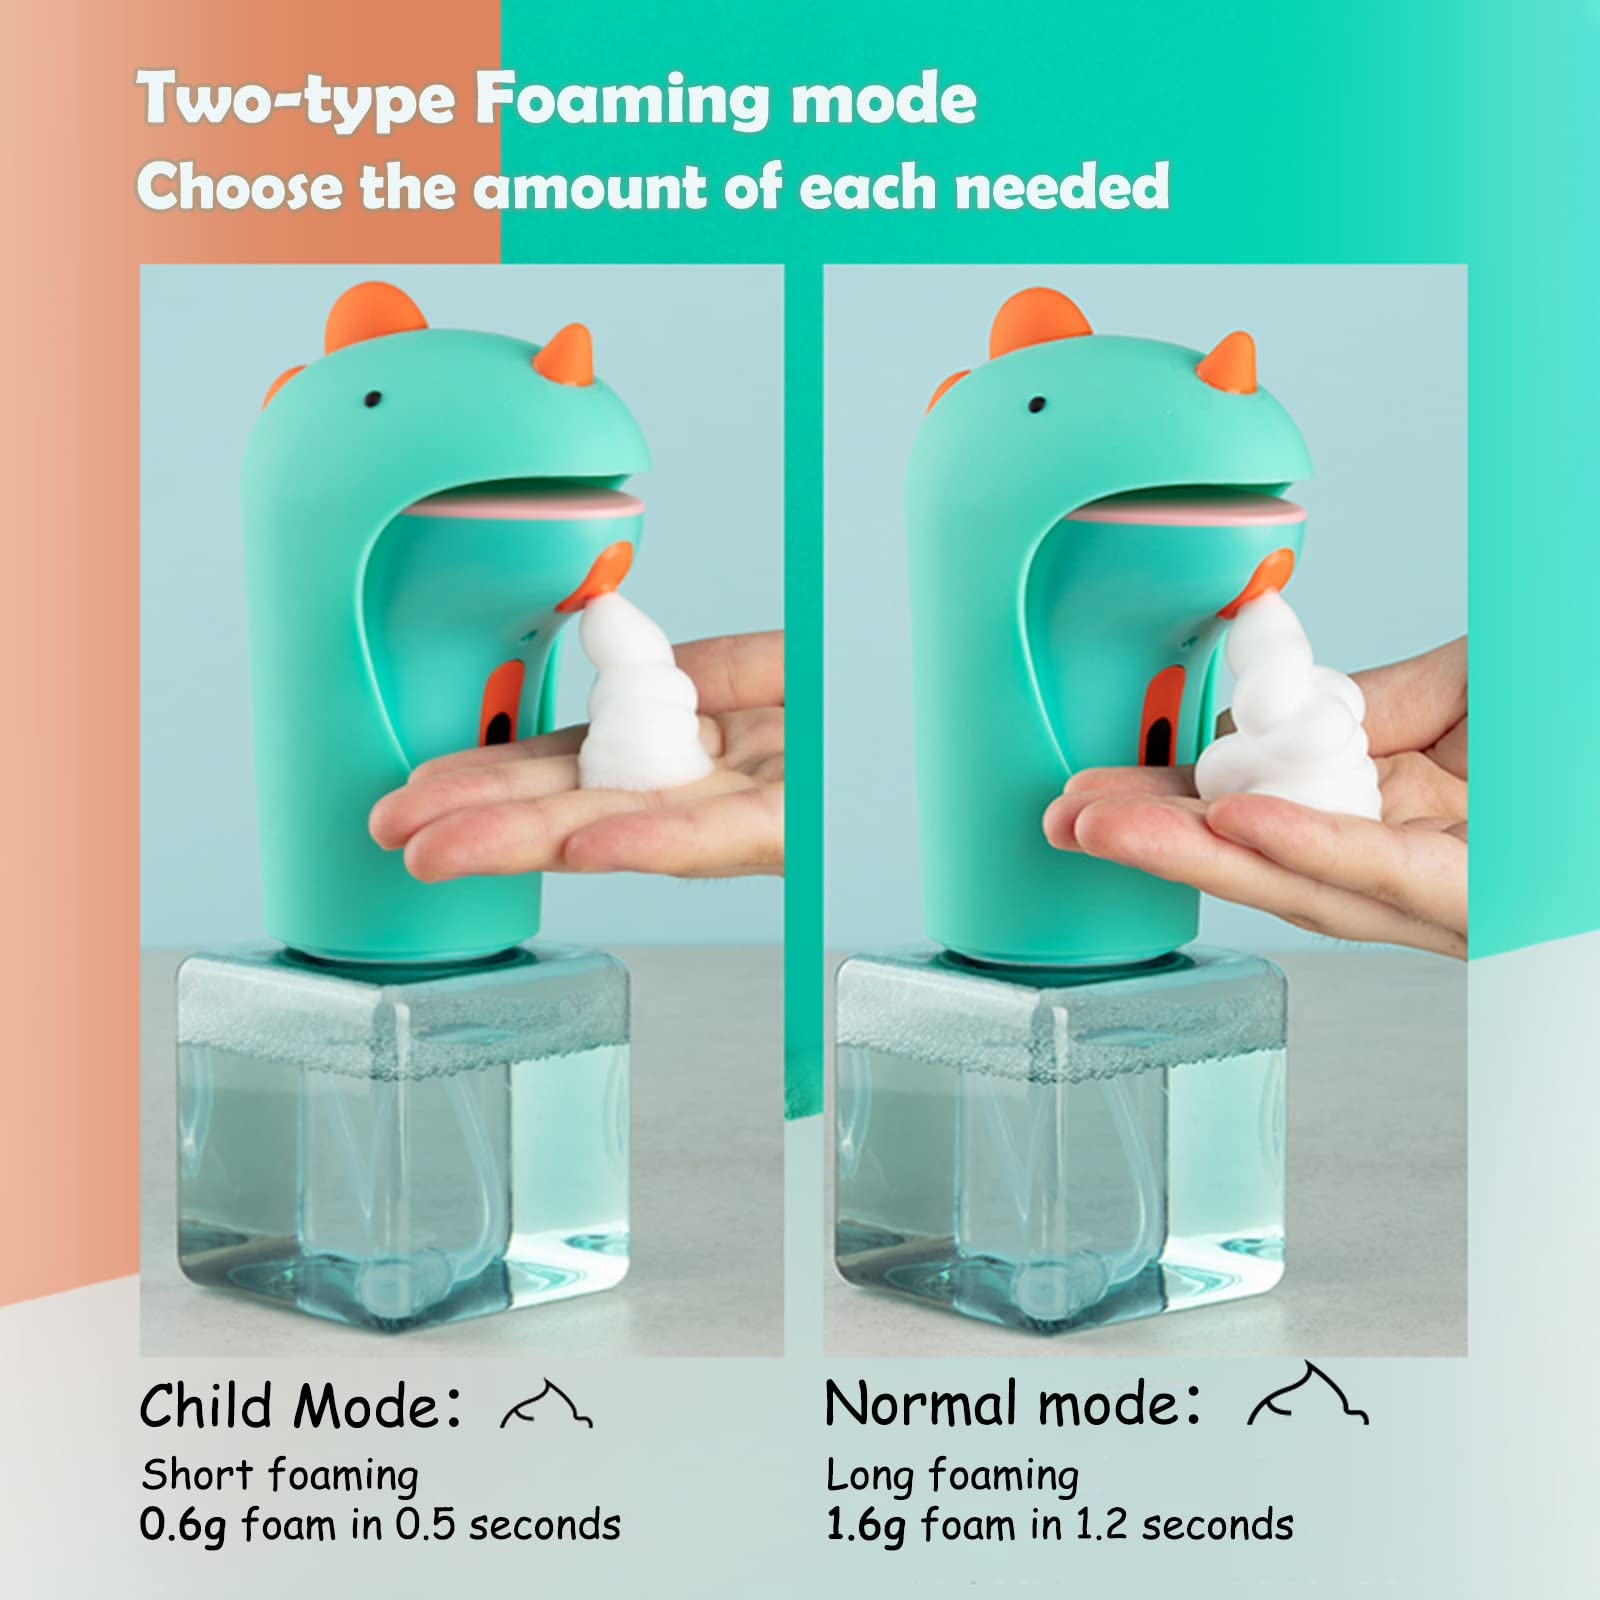 Two-type Foaming mode
Choose the amount of each needed
Child Mode:
Short foaming
0.6g foam in 0.5 seconds
Normal mode:
Long foaming
1.6g foam in 1.2 seconds